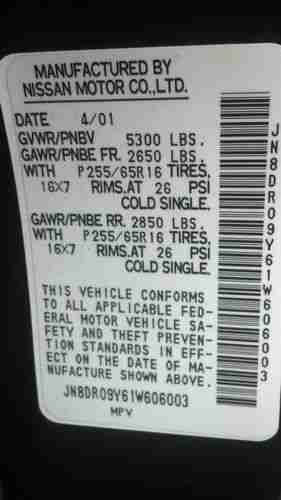 MANUFACTURED BY
NISSAN MOTOR CO.,LTD.
DATE 4/01
GVWR/PNBV 5300 LBS.
GAWR/PNBE FR. 2650 LBS.
WITH P255/65R16 TIRES,
16X7 RIMS.AT 26 PSI
COLD SINGLE.
GAWR/PNBE RR. 2850 LBS.
WITH P255/65R16 TIRES,
16X7 RIMS.AT 26 PSI
COLD SINGLE.
THIS VEHICLE CONFORMS
TO ALL APPLICABLE FED-
ERAL MOTOR VEHICLE SA-
FETY AND THEFT PREVEN-
TION STANDARDS IN EFF-
ECT ON THE DATE OF MA-
NUFACTURE SHOWN ABOVE.
JN8DR09Y61W606003
MPV
JN8DR09Y61W606003